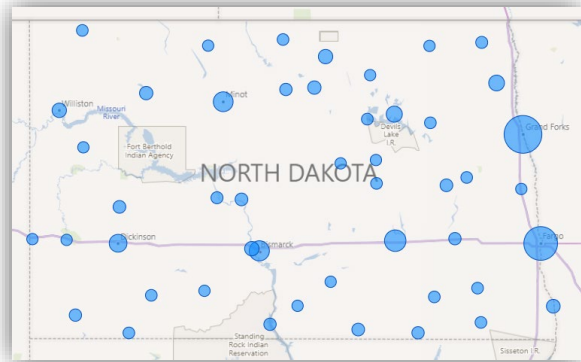 Williston
Missouri
River
Minot
Devils
Lake
I.R.
Grand Forks
Fort Berthold
Indian Agency
NORTH DAKOTA
Dickinson
Bismarck
Fargo
Standing
Rock Indian
Reservation
Sisseton I.R.